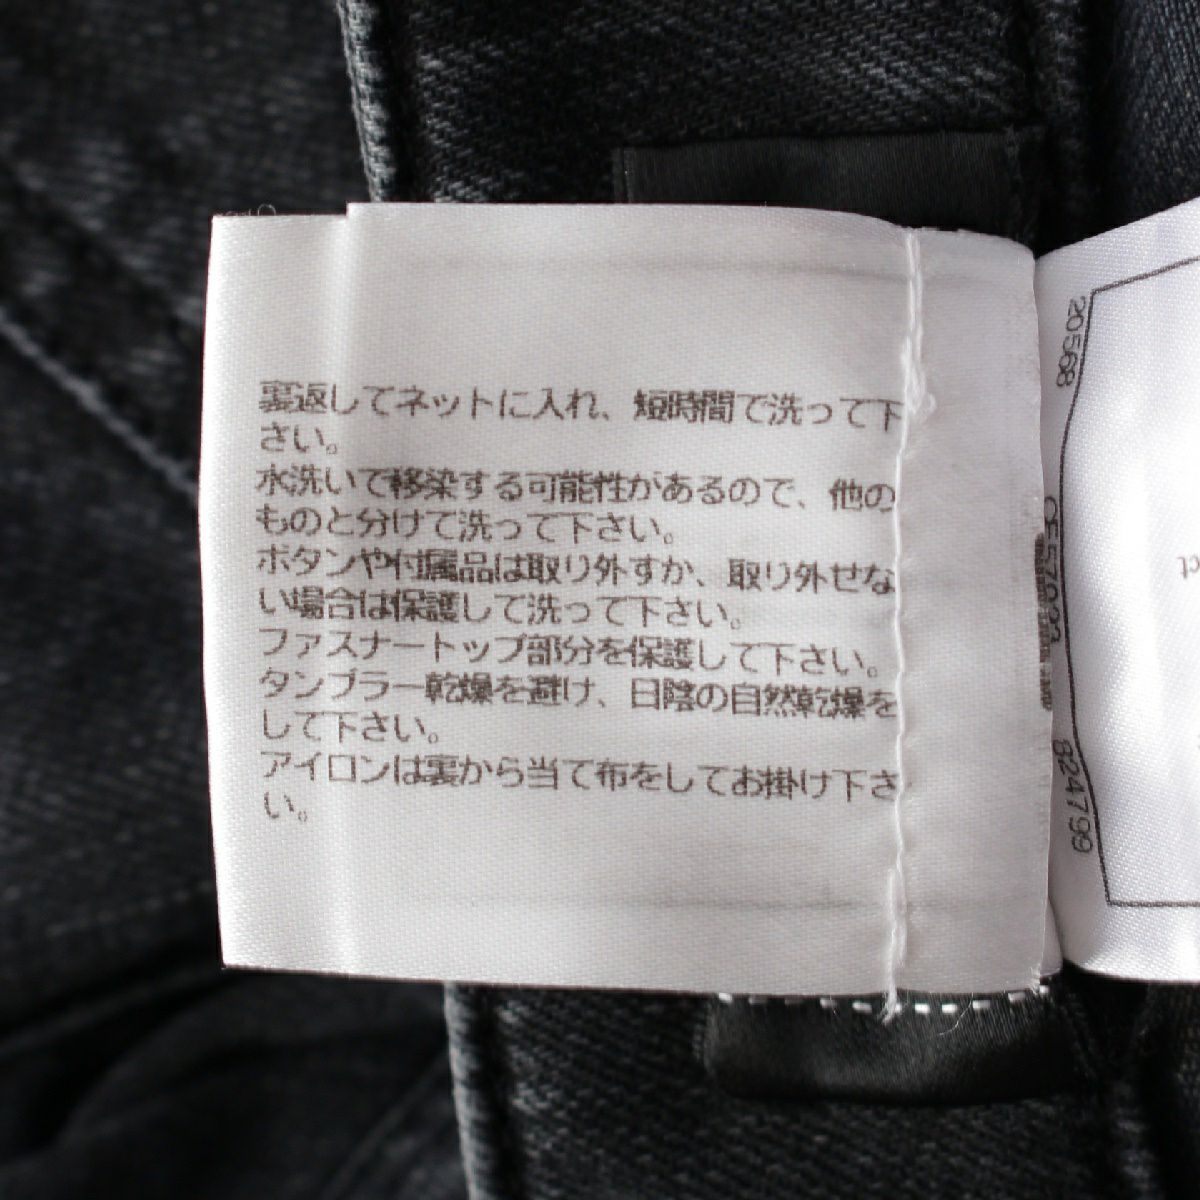 裏返してネットに入れ、短時間で洗って下
さい。
水洗いで移染する可能性があるので、他の
ものと分けて洗って下さい。
ボタンや付属品は取り外すか、取り外せな
い場合は保護して洗って下さい。
ファスナートップ部分を保護して下さい。
タンブラー乾燥を避け、日陰の自然乾燥を
して下さい。
アイロンは裏から当て布をしてお掛け下さ
い。
20568
824799
ct